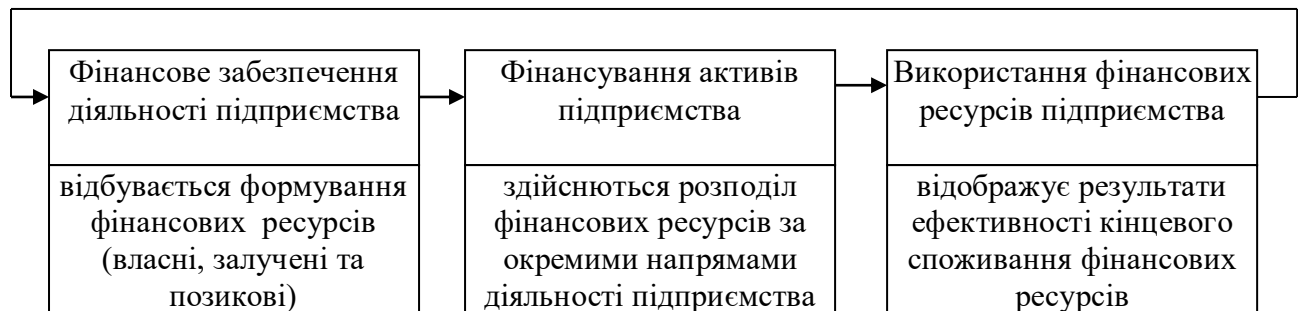 Фінансове забезпечення
діяльності підприємства
відбувається формування
фінансових ресурсів
(власні, залучені та
позикові)
Фінансування активів
підприємства
здійснються розподіл
фінансових ресурсів за
окремими напрямами
діяльності підприємства
Використання фінансових
ресурсів підприємства
відображує результати
ефективності кінцевого
споживання фінансових
ресурсів